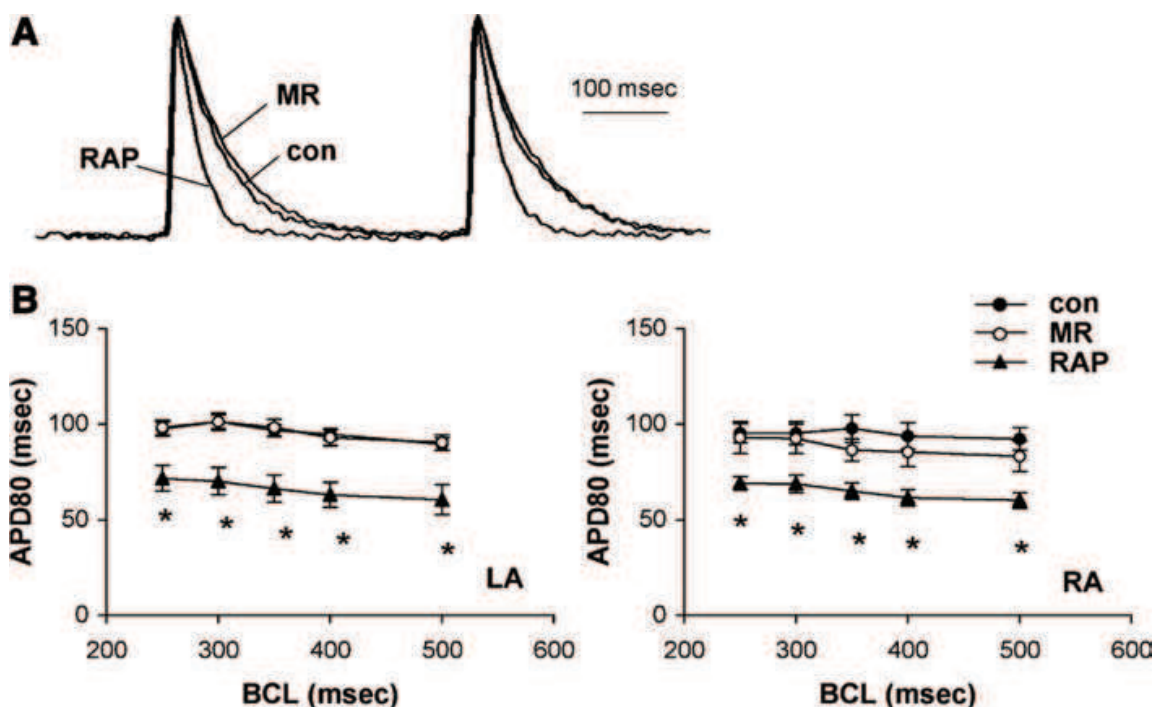 A
100 msec
MR
con
RAP
B
con
MR
RAP
150
100
50
0
APD80 (msec)
* * * * *
LA
200 300 400 500 600
BCL (msec)
150
100
50
0
APD80 (msec)
* * * * *
RA
200 300 400 500 600
BCL (msec)